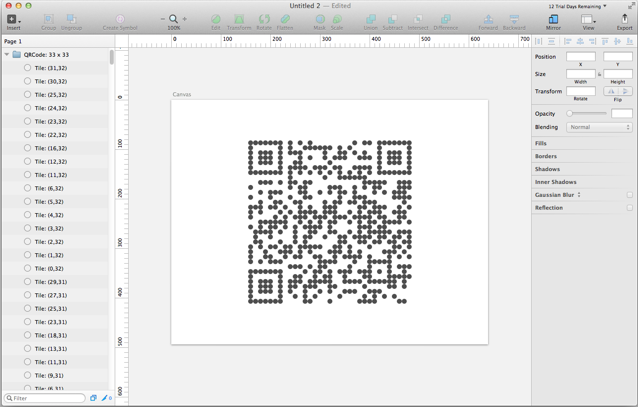 Untitled 2 — Edited
12 Trial Days Remaining
Insert
Group
Ungroup
Create Symbol
100%
Edit
Transform
Rotate
Flatten
Mask
Scale
Union
Subtract
Intersect
Difference
Forward
Backward
Mirror
View
Export
Page 1
0 100 200 300 400 500 600 700
QRCode: 33 x 33
Tile: (31,32)
Tile: (30,32)
Tile: (25,32)
Tile: (24,32)
Tile: (23,32)
Tile: (22,32)
Tile: (16,32)
Tile: (12,32)
Tile: (11,32)
Tile: (6,32)
Tile: (5,32)
Tile: (4,32)
Tile: (3,32)
Tile: (2,32)
Tile: (1,32)
Tile: (0,32)
Tile: (29,31)
Tile: (27,31)
Tile: (25,31)
Tile: (23,31)
Tile: (18,31)
Tile: (13,31)
Tile: (11,31)
Tile: (9,31)
Tile: (6,31)
Filter
0
0
100
200
300
400
600
Canvas
Position
X
Y
Size
Width
Height
Transform
Rotate
Flip
Opacity
Blending
Normal
Fills
Borders
Shadows
Inner Shadows
Gaussian Blur
Reflection